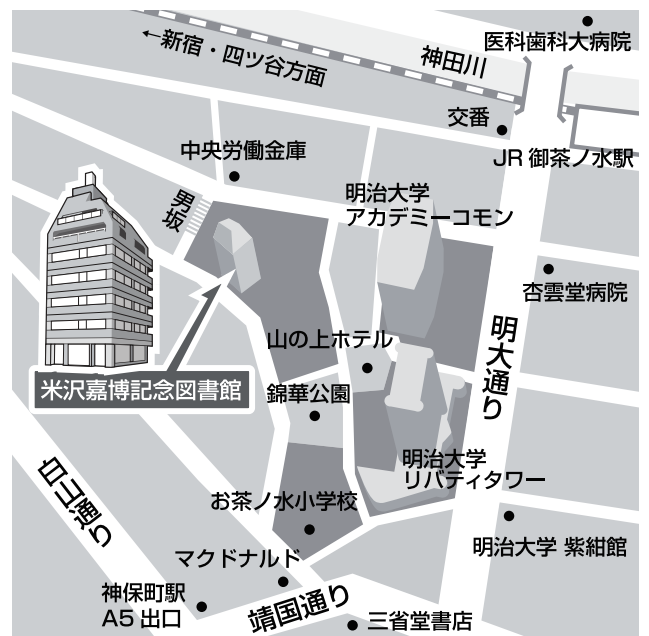 医科歯科大病院
←新宿・四ツ谷方面
神田川
交番
JR 御茶ノ水駅
中央労働金庫
男坂
明治大学
アカデミーコモン
杏雲堂病院
山の上ホテル
明大通り
米沢嘉博記念図書館
錦華公園
明治大学
リバティタワー
白山通り
お茶ノ水小学校
明治大学 紫紺館
マクドナルド
神保町駅
A5 出口
靖国通り
三省堂書店